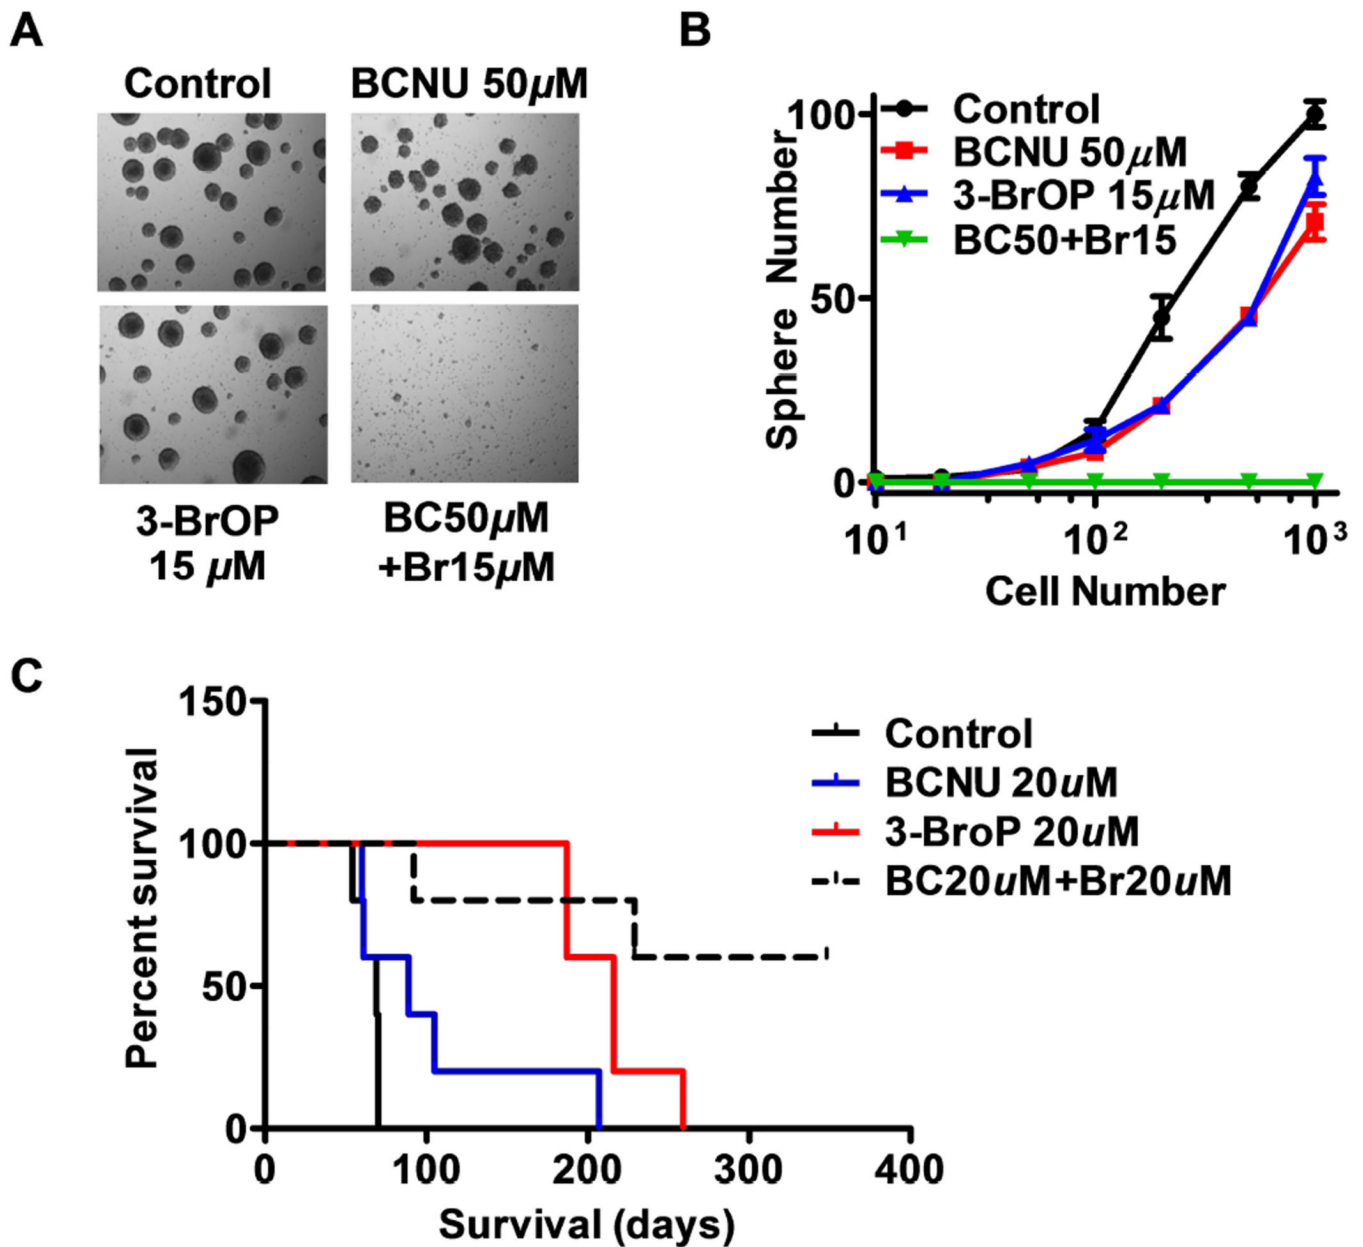 A
Control
BCNU 50μM
3-BrOP
15 μM
BC50μM
+Br15μM
B
Sphere Number
100
50
0
Control
BCNU 50μM
3-BrOP 15μM
BC50+Br15
10¹ 10² 10³
Cell Number
C
Percent survival
150
100
50
0
0 100 200 300 400
Survival (days)
Control
BCNU 20uM
3-BroP 20uM
BC20uM+Br20uM